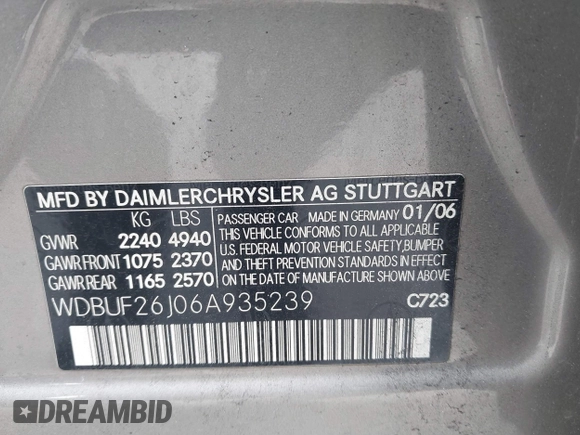 MFD BY DAIMLERCHRYSLER AG STUTTGART
KG LBS PASSENGER CAR MADE IN GERMANY 01/06
GVWR 2240 4940
GAWR FRONT 1075 2370
GAWR REAR 1165 2570
THIS VEHICLE CONFORMS TO ALL APPLICABLE
U.S. FEDERAL MOTOR VEHICLE SAFETY, BUMPER
AND THEFT PREVENTION STANDARDS IN EFFECT
ON THE DATE OF MANUFACTURE SHOWN ABOVE.
WDBUF26J06A935239 C723
DREAMBID